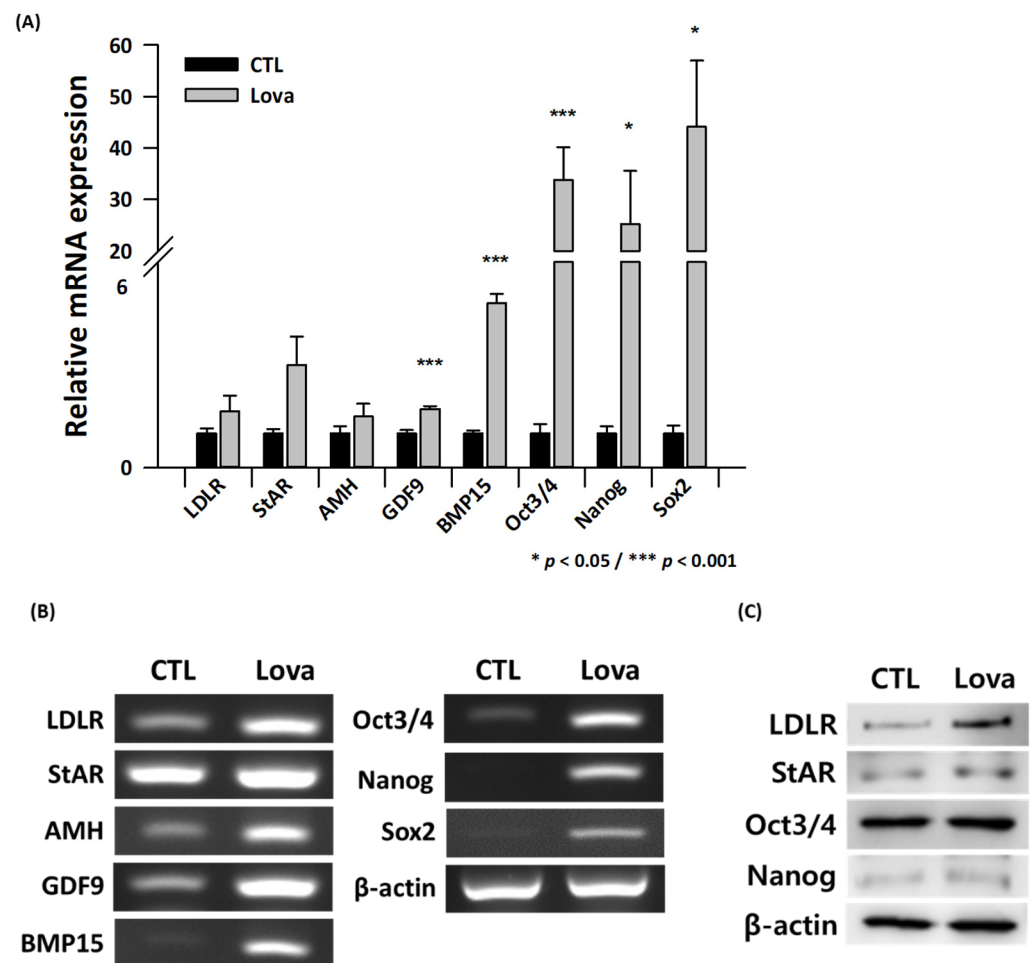 (A)
Relative mRNA expression
60
50
40
30
20
6
0
CTL
Lova
***
***
***
*
*
LDLR
StAR
AMH
GDF9
BMP15
Oct3/4
Nanog
Sox2
* p < 0.05 / *** p < 0.001
(B)
CTL Lova
LDLR
StAR
AMH
GDF9
BMP15
CTL Lova
Oct3/4
Nanog
Sox2
β-actin
(C)
CTL Lova
LDLR
StAR
Oct3/4
Nanog
β-actin